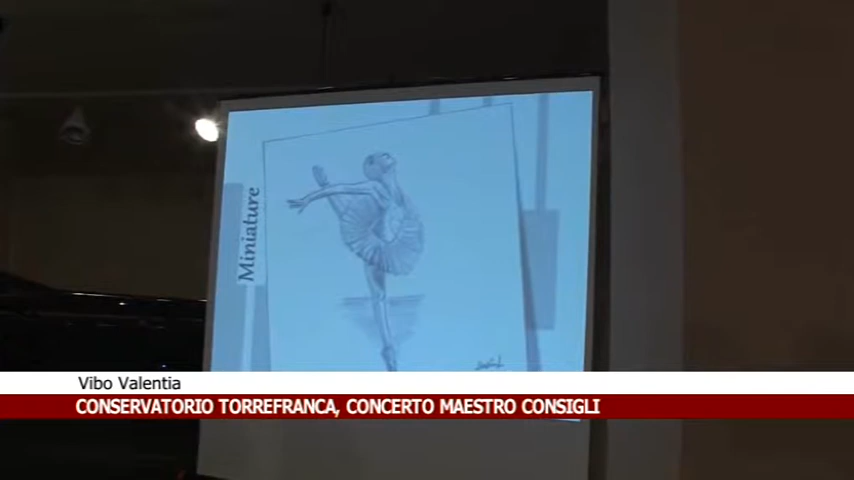 Miniature
Vibo Valentia
CONSERVATORIO TORREFRANCA, CONCERTO MAESTRO CONSIGLI